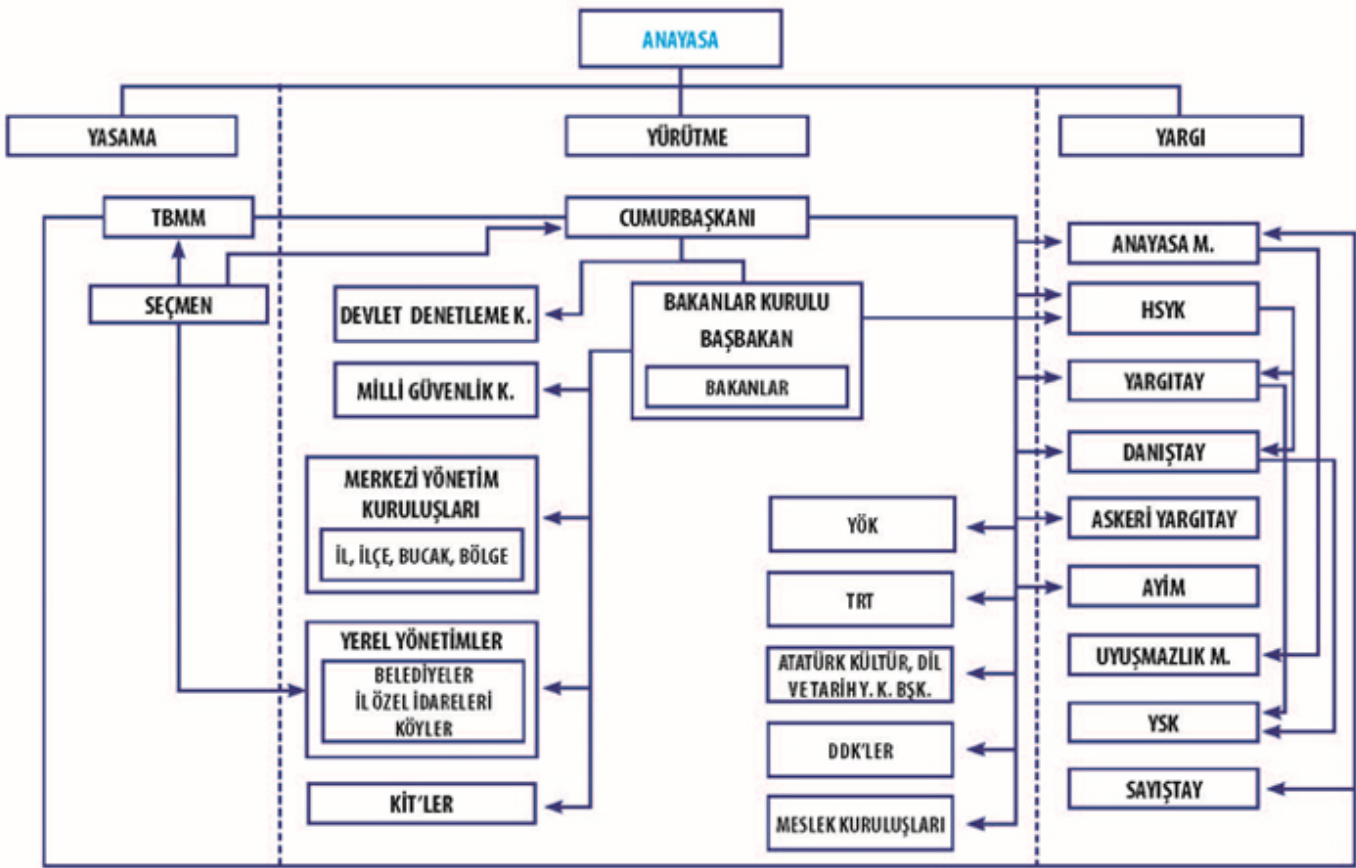 ANAYASA
YASAMA
YÜRÜTME
YARGI
TBMM
CUMURBAŞKANI
SEÇMEN
DEVLET DENETLEME K.
BAKANLAR KURULU
BAŞBAKAN
BAKANLAR
MİLLİ GÜVENLİK K.
MERKEZİ YÖNETİM
KURULUŞLARI
İL, İLÇE, BUCAK, BÖLGE
YEREL YÖNETİMLER
BELEDİYELER
İL ÖZEL İDARELERİ
KÖYLER
KİT'LER
YÖK
TRT
ATATÜRK KÜLTÜR, DİL
VE TARİH Y. K. BŞK.
DDK'LER
MESLEK KURULUŞLARI
ANAYASA M.
HSYK
YARGITAY
DANIŞTAY
ASKERİ YARGITAY
AYİM
UYUŞMAZLIK M.
YSK
SAYIŞTAY